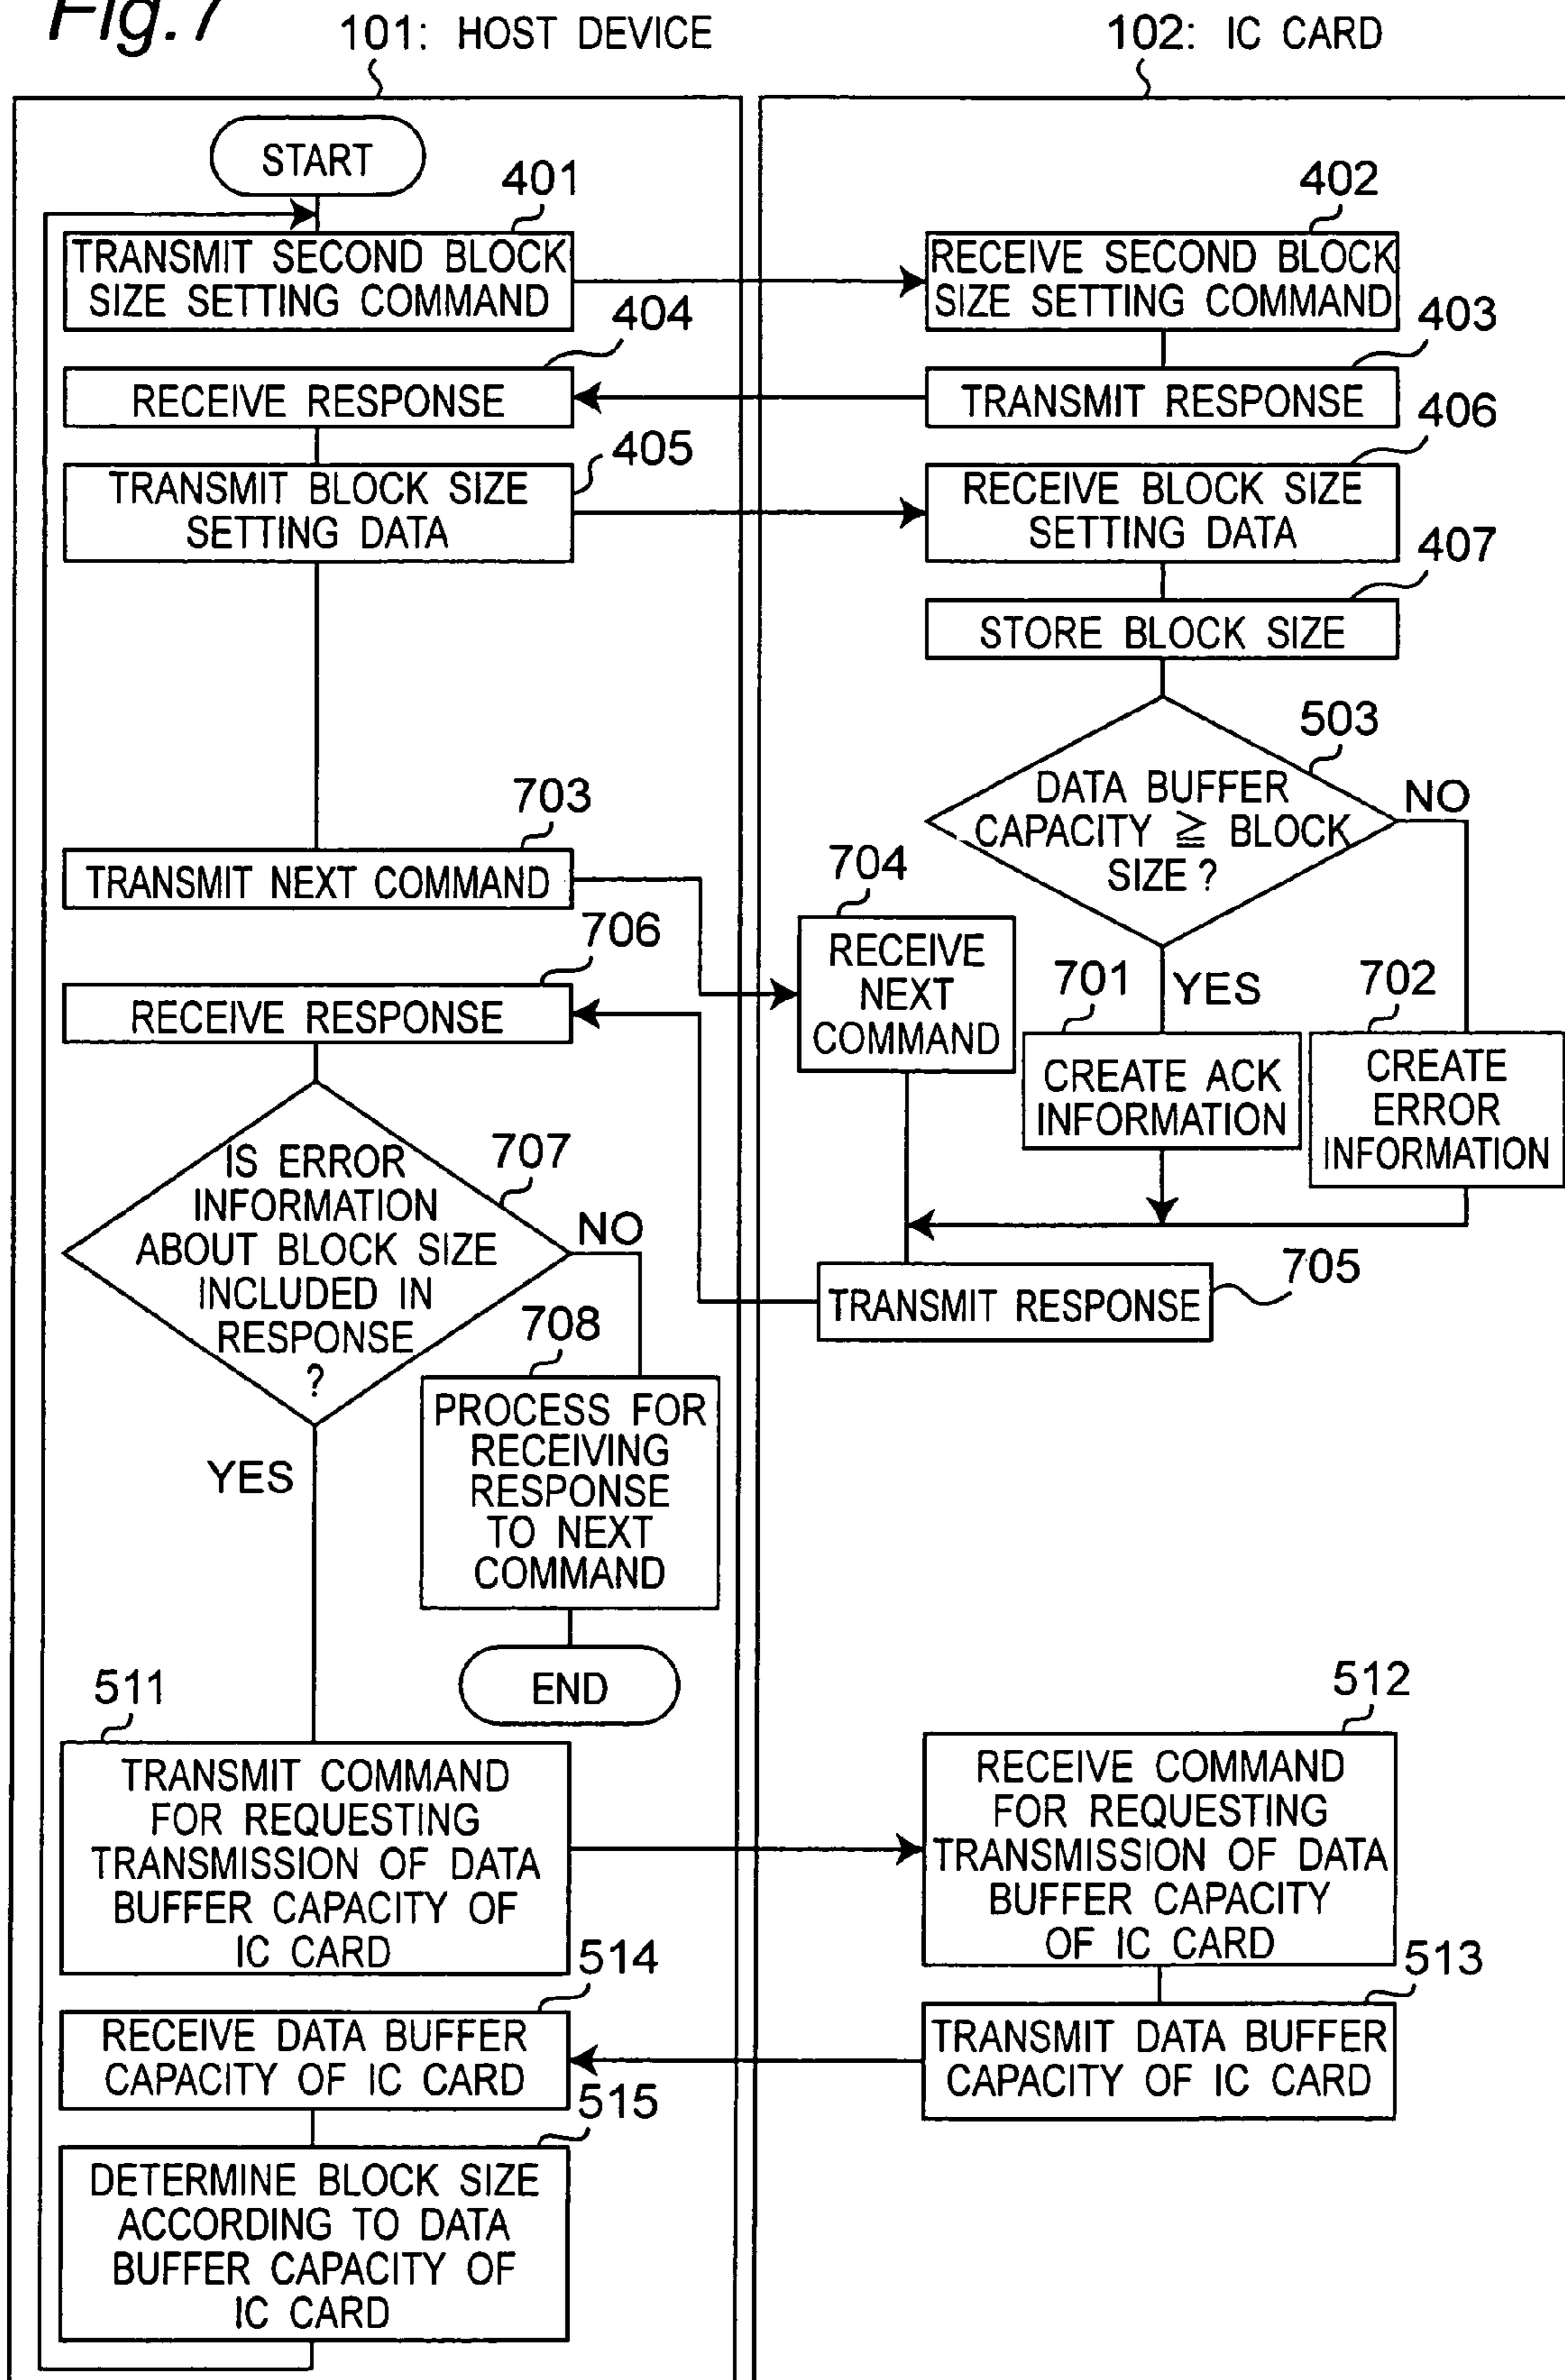 Fig.7
101: HOST DEVICE
102: IC CARD
START
401
TRANSMIT SECOND BLOCK
SIZE SETTING COMMAND
402
RECEIVE SECOND BLOCK
SIZE SETTING COMMAND
404
RECEIVE RESPONSE
403
TRANSMIT RESPONSE
405
TRANSMIT BLOCK SIZE
SETTING DATA
406
RECEIVE BLOCK SIZE
SETTING DATA
407
STORE BLOCK SIZE
503
DATA BUFFER
CAPACITY ≧ BLOCK
SIZE ?
NO
YES
703
TRANSMIT NEXT COMMAND
704
RECEIVE
NEXT
COMMAND
701
CREATE ACK
INFORMATION
702
CREATE
ERROR
INFORMATION
706
RECEIVE RESPONSE
705
TRANSMIT RESPONSE
707
IS ERROR
INFORMATION
ABOUT BLOCK SIZE
INCLUDED IN
RESPONSE
?
NO
YES
708
PROCESS FOR
RECEIVING
RESPONSE
TO NEXT
COMMAND
END
511
TRANSMIT COMMAND
FOR REQUESTING
TRANSMISSION OF DATA
BUFFER CAPACITY OF
IC CARD
512
RECEIVE COMMAND
FOR REQUESTING
TRANSMISSION OF DATA
BUFFER CAPACITY
OF IC CARD
514
RECEIVE DATA BUFFER
CAPACITY OF IC CARD
513
TRANSMIT DATA BUFFER
CAPACITY OF IC CARD
515
DETERMINE BLOCK SIZE
ACCORDING TO DATA
BUFFER CAPACITY OF
IC CARD